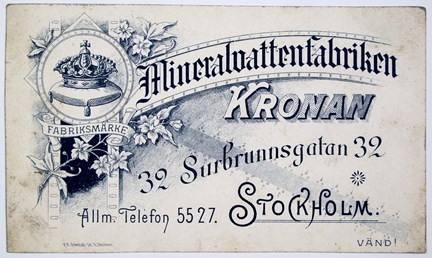 Mineralvattenfabriken
KRONAN
FABRIKSMÄRKE
32 Surbrunnsgatan 32
Allm. Telefon 5527.
STOCKHOLM.
VÄND!